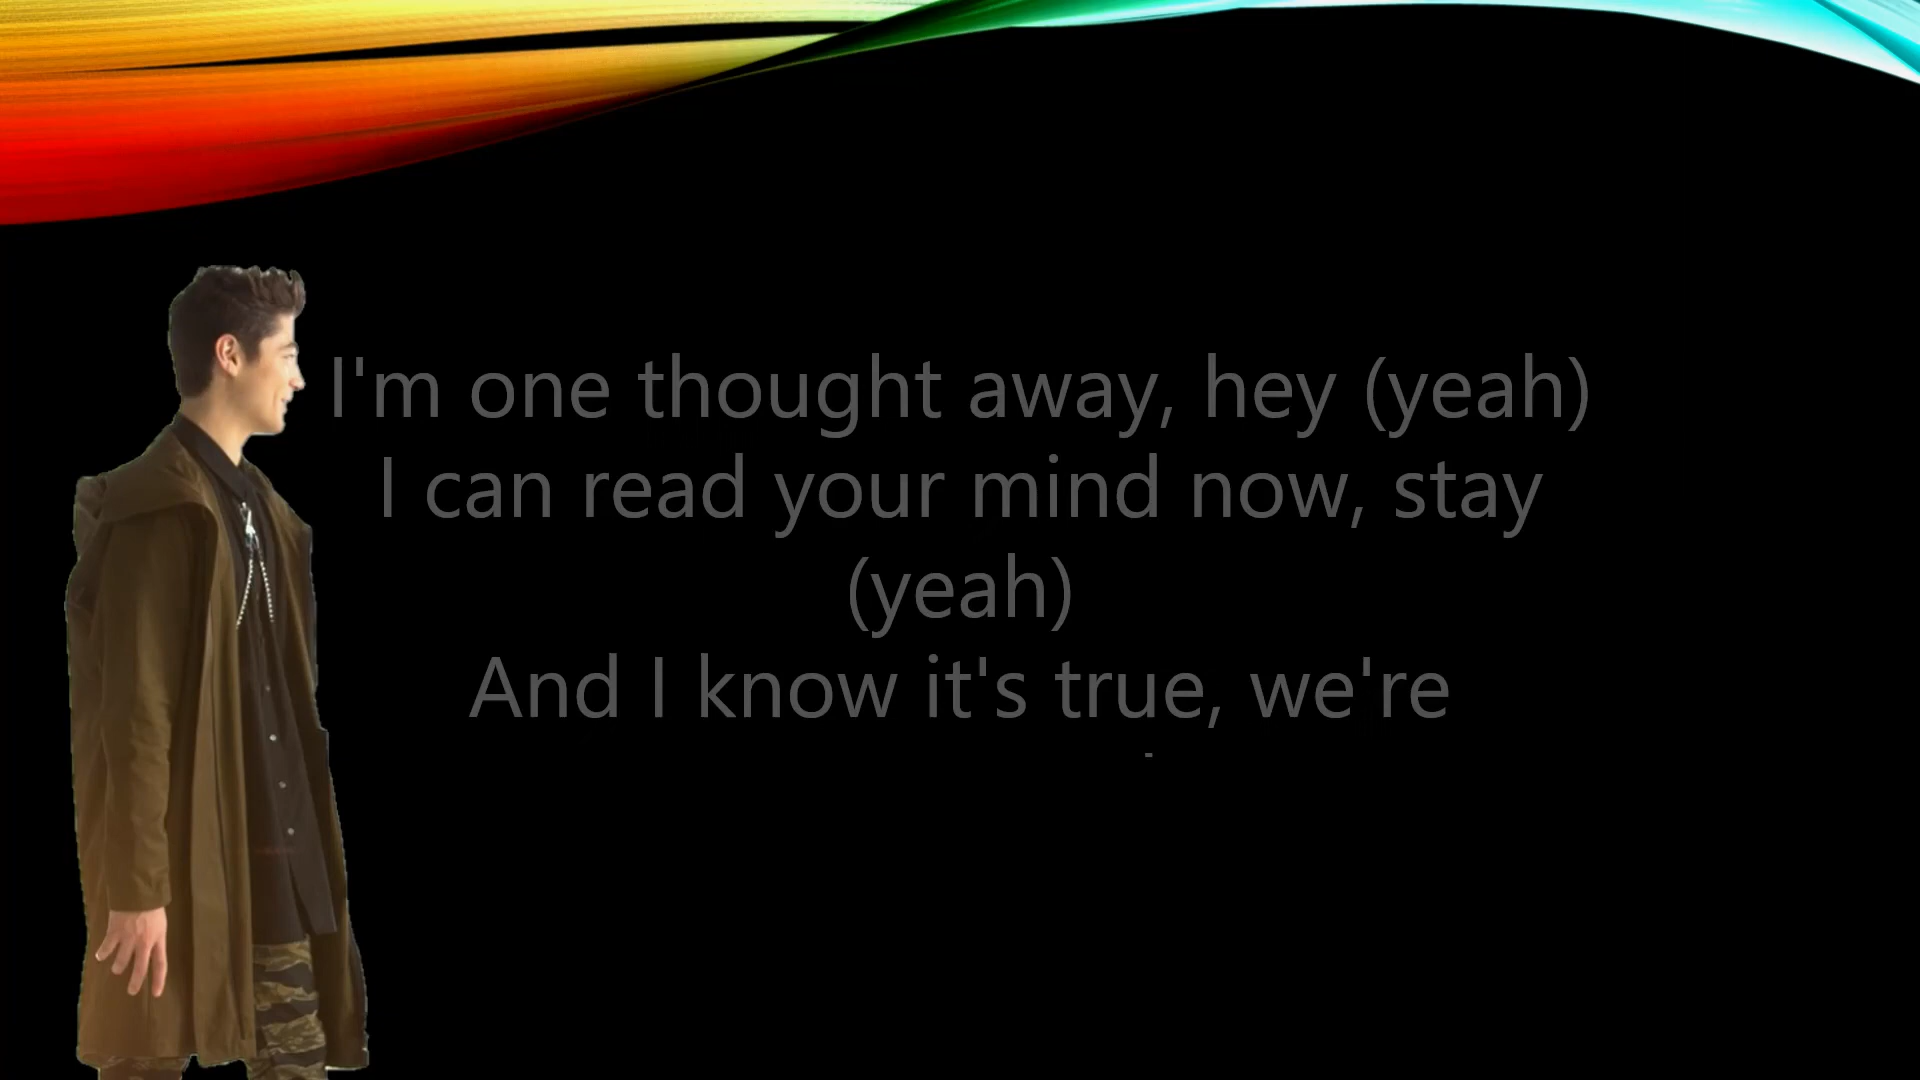 I'm one thought away, hey (yeah)
I can read your mind now, stay
(yeah)
And I know it's true, we're